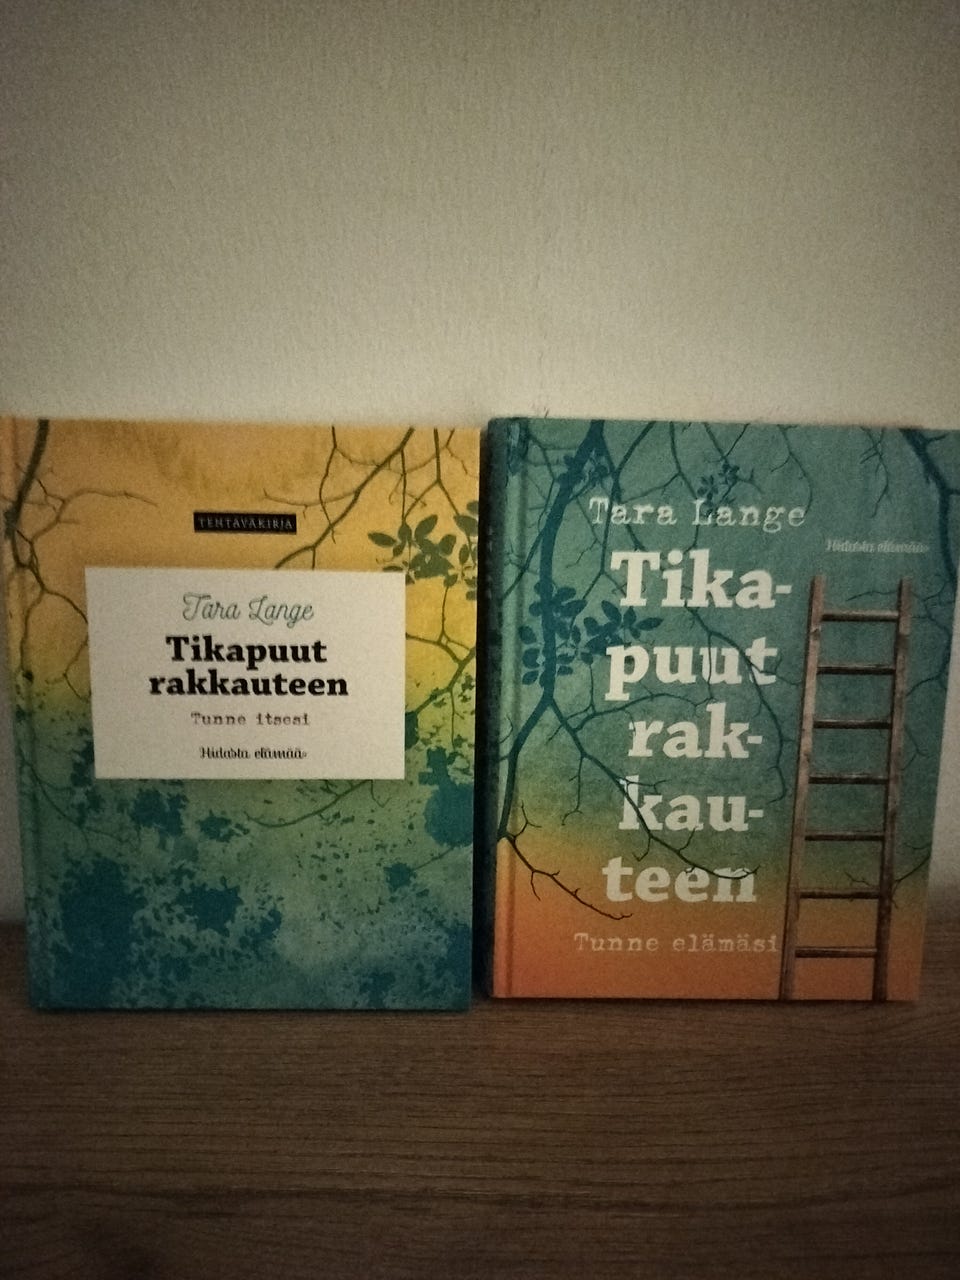 TEHTÄVÄKIRJA
Tara Lange
Tikapuut
rakkauteen
Tunne itsesi
Hidasta elämää
Tara Lange
Hidasta elämää
Tika-
puut
rak-
kau-
teen
Tunne elämäsi